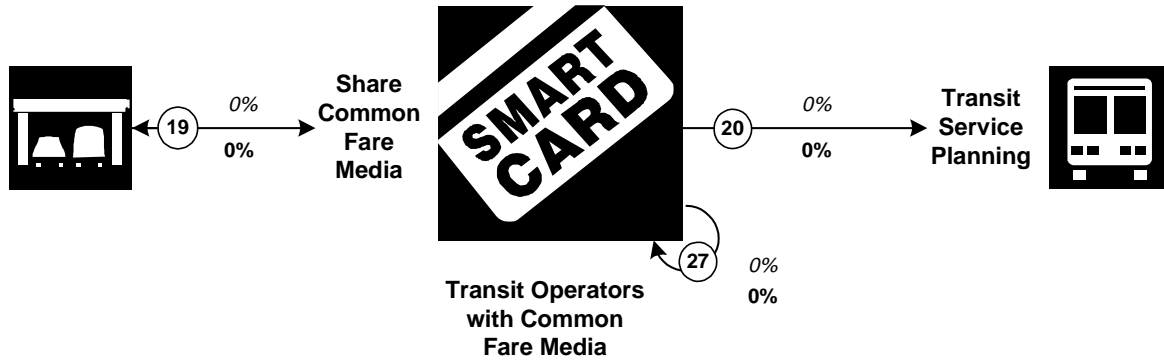 19
0%
0%
Share
Common
Fare
Media
SMART
CARD
20
0%
0%
Transit
Service
Planning
27
0%
0%
Transit Operators
with Common
Fare Media